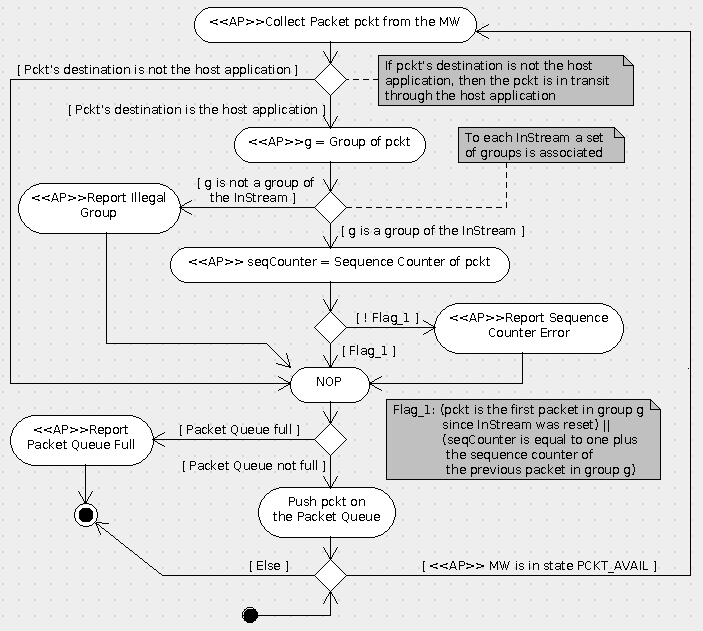 <<AP>>Collect Packet pckt from the MW
[ Pckt's destination is not the host application ]
If pckt's destination is not the host
application, then the pckt is in transit
through the host application
[ Pckt's destination is the host application ]
<<AP>>g = Group of pckt
To each InStream a set
of groups is associated
[ g is not a group of
the InStream ]
<<AP>>Report Illegal
Group
[ g is a group of the InStream ]
<<AP>> seqCounter = Sequence Counter of pckt
[ ! Flag_1 ]
<<AP>>Report Sequence
Counter Error
[ Flag_1 ]
NOP
Flag_1: (pckt is the first packet in group g
since InStream was reset) ||
(seqCounter is equal to one plus
the sequence counter of
the previous packet in group g)
<<AP>>Report
Packet Queue Full
[ Packet Queue full ]
[ Packet Queue not full ]
Push pckt on
the Packet Queue
[ Else ]
[ <<AP>> MW is in state PCKT_AVAIL ]